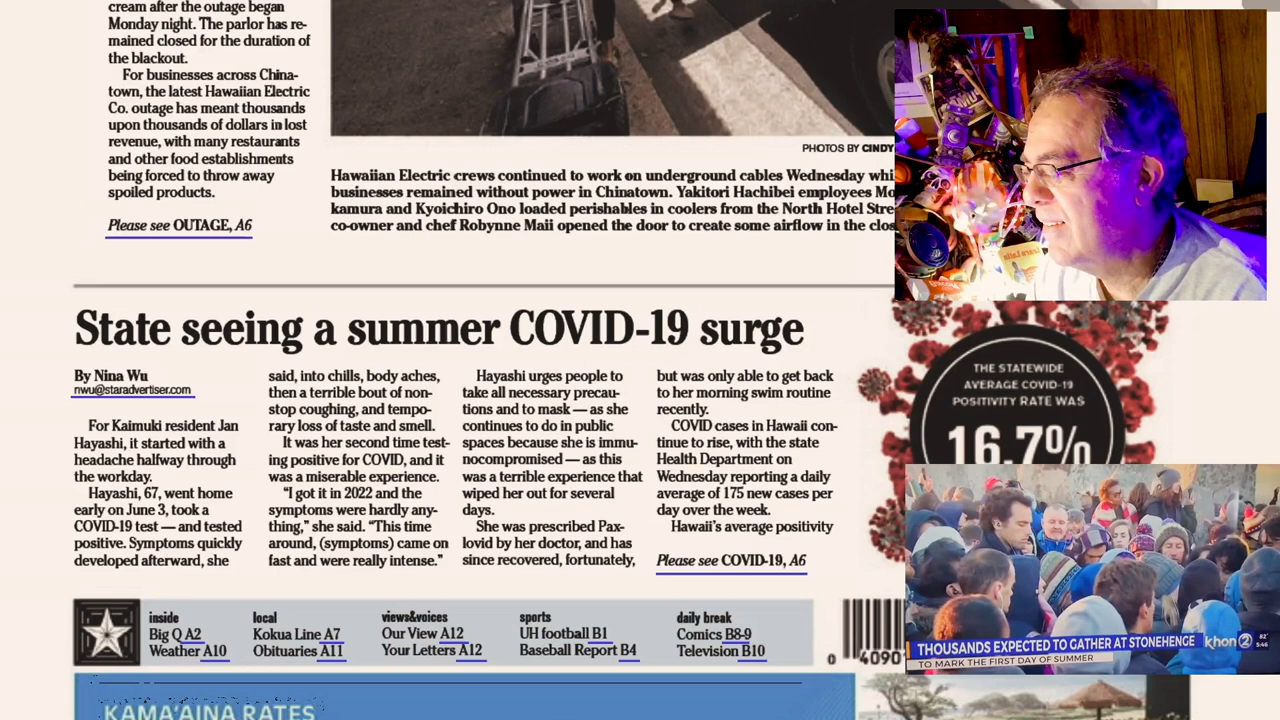 cream after the outage began
Monday night. The parlor has re-
mained closed for the duration of
the blackout.
For businesses across China-
town, the latest Hawaiian Electric
Co. outage has meant thousands
upon thousands of dollars in lost
revenue, with many restaurants
and other food establishments
being forced to throw away
spoiled products.
Please see OUTAGE, A6
PHOTOS BY CINDY
Hawaiian Electric crews continued to work on underground cables Wednesday whi
businesses remained without power in Chinatown. Yakitori Hachibei employees Mo
kamura and Kyoichiro Ono loaded perishables in coolers from the North Hotel Stre
co-owner and chef Robynne Maii opened the door to create some airflow in the clos
State seeing a summer COVID-19 surge
By Nina Wu
nwu@staradvertiser.com
For Kaimuki resident Jan
Hayashi, it started with a
headache halfway through
the workday.
Hayashi, 67, went home
early on June 3, took a
COVID-19 test — and tested
positive. Symptoms quickly
developed afterward, she
said, into chills, body aches,
then a terrible bout of non-
stop coughing, and tempo-
rary loss of taste and smell.
It was her second time test-
ing positive for COVID, and it
was a miserable experience.
“I got it in 2022 and the
symptoms were hardly any-
thing,” she said. “This time
around, (symptoms) came on
fast and were really intense.”
Hayashi urges people to
take all necessary precau-
tions and to mask — as she
continues to do in public
spaces because she is immu-
nocompromised — as this
was a terrible experience that
wiped her out for several
days.
She was prescribed Pax-
lovid by her doctor, and has
since recovered, fortunately,
but was only able to get back
to her morning swim routine
recently.
COVID cases in Hawaii con-
tinue to rise, with the state
Health Department on
Wednesday reporting a daily
average of 175 new cases per
day over the week.
Hawaii’s average positivity
Please see COVID-19, A6
THE STATEWIDE
AVERAGE COVID-19
POSITIVITY RATE WAS
16.7%
inside
Big Q A2
Weather A10
local
Kokua Line A7
Obituaries A11
views&voices
Our View A12
Your Letters A12
sports
UH football B1
Baseball Report B4
daily break
Comics B8-9
Television B10
0 4090
THOUSANDS EXPECTED TO GATHER AT STONEHENGE
TO MARK THE FIRST DAY OF SUMMER
khon 2
82°
5:46
KAMA‘AINA RATES
Learn Latin